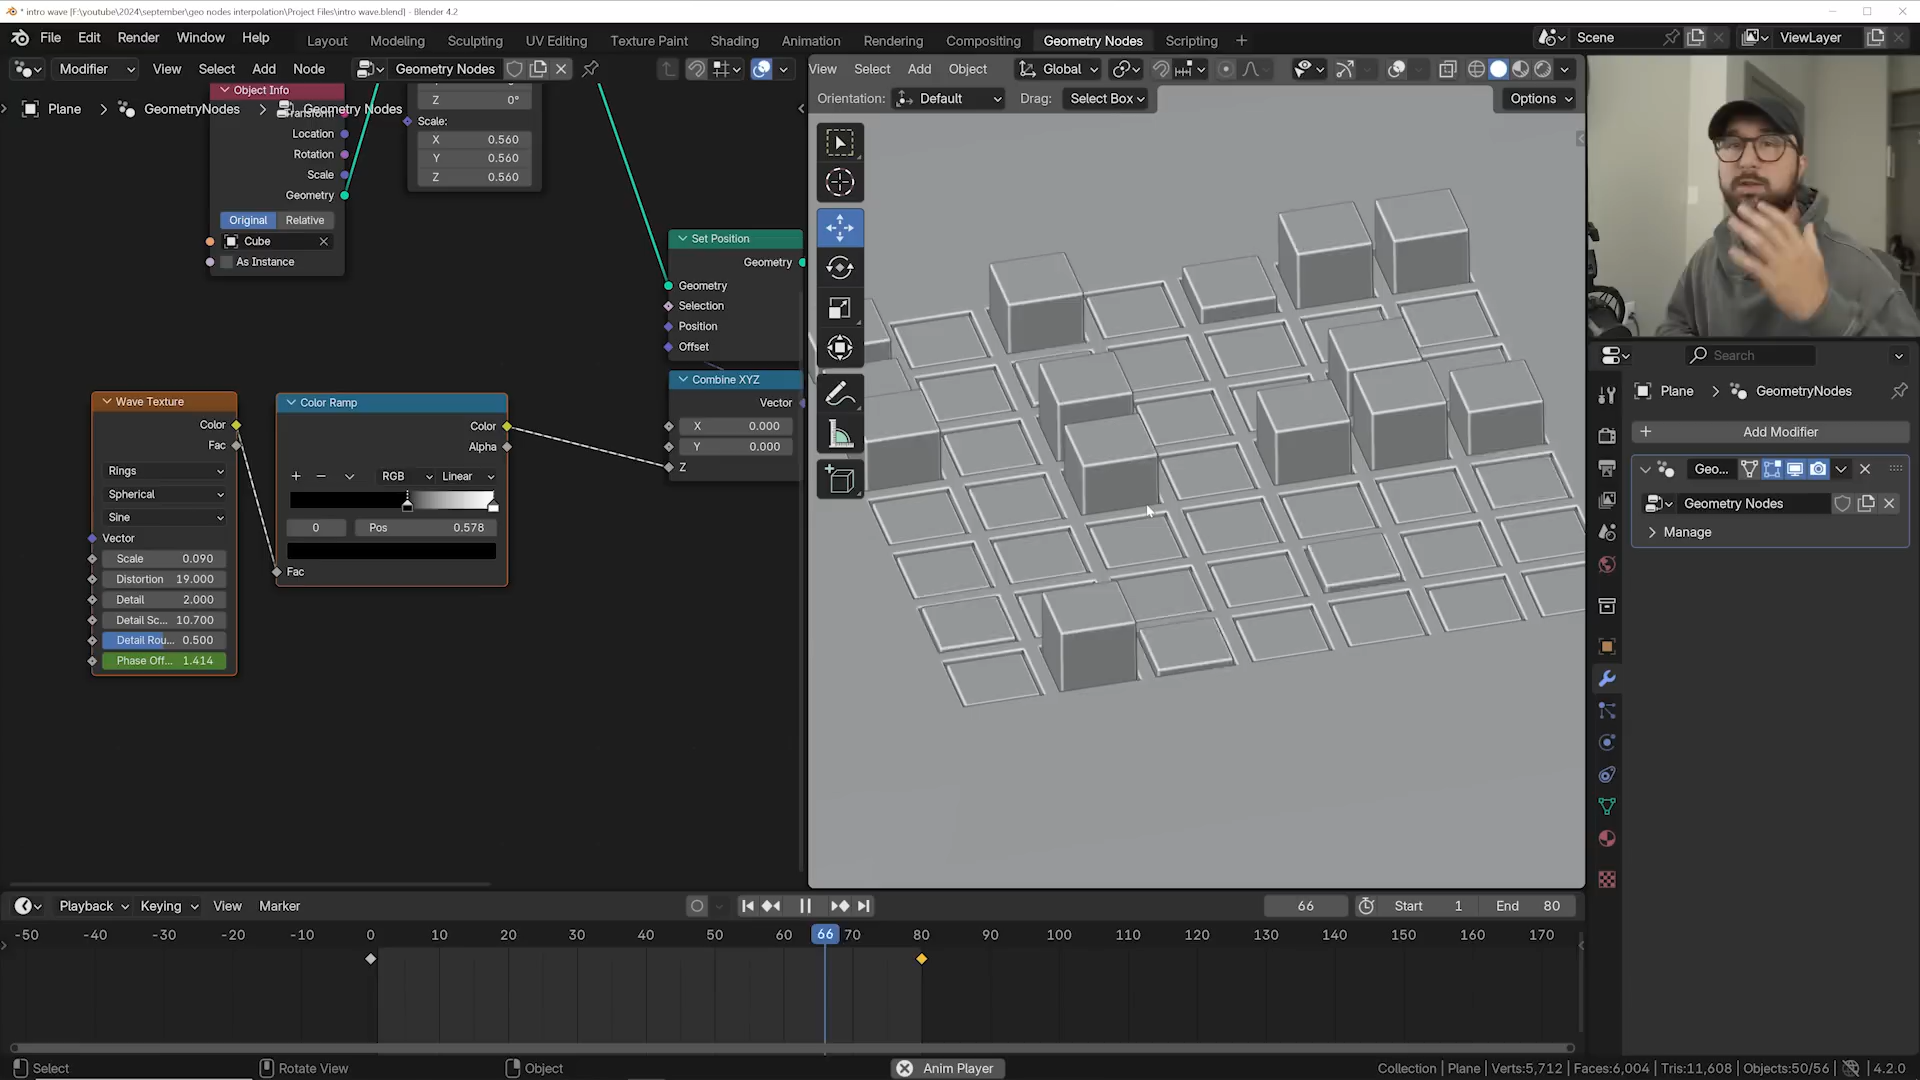 * intro wave [F:\youtube\2024\september\geo nodes interpolation\Project Files\intro wave.blend] - Blender 4.2
File Edit Render Window Help
Layout Modeling Sculpting UV Editing Texture Paint Shading Animation Rendering Compositing Geometry Nodes Scripting +
Scene
ViewLayer
Modifier View Select Add Node
Geometry Nodes
View Select Add Object
Global
Orientation: Default Drag: Select Box
Options
Plane > GeometryNodes > Geometry Nodes
Object Info
Transform
Location
Rotation
Scale
Geometry
Original Relative
Cube
As Instance
Z 0°
Scale:
X 0.560
Y 0.560
Z 0.560
Set Position
Geometry
Geometry
Selection
Position
Offset
Combine XYZ
Vector
X 0.000
Y 0.000
Z
Wave Texture
Color
Fac
Rings
Spherical
Sine
Vector
Scale 0.090
Distortion 19.000
Detail 2.000
Detail Sc... 10.700
Detail Rou... 0.500
Phase Off... 1.414
Color Ramp
Color
Alpha
RGB Linear
0 Pos 0.578
Fac
Search
Plane > GeometryNodes
+ Add Modifier
Geo...
Geometry Nodes
Manage
Playback Keying View Marker
66
Start 1 End 80
-50 -40 -30 -20 -10 0 10 20 30 40 50 60 66 70 80 90 100 110 120 130 140 150 160 170
Select
Rotate View
Object
Anim Player
Collection | Plane | Verts:5,712 | Faces:6,004 | Tris:11,608 | Objects:50/56 | 4.2.0